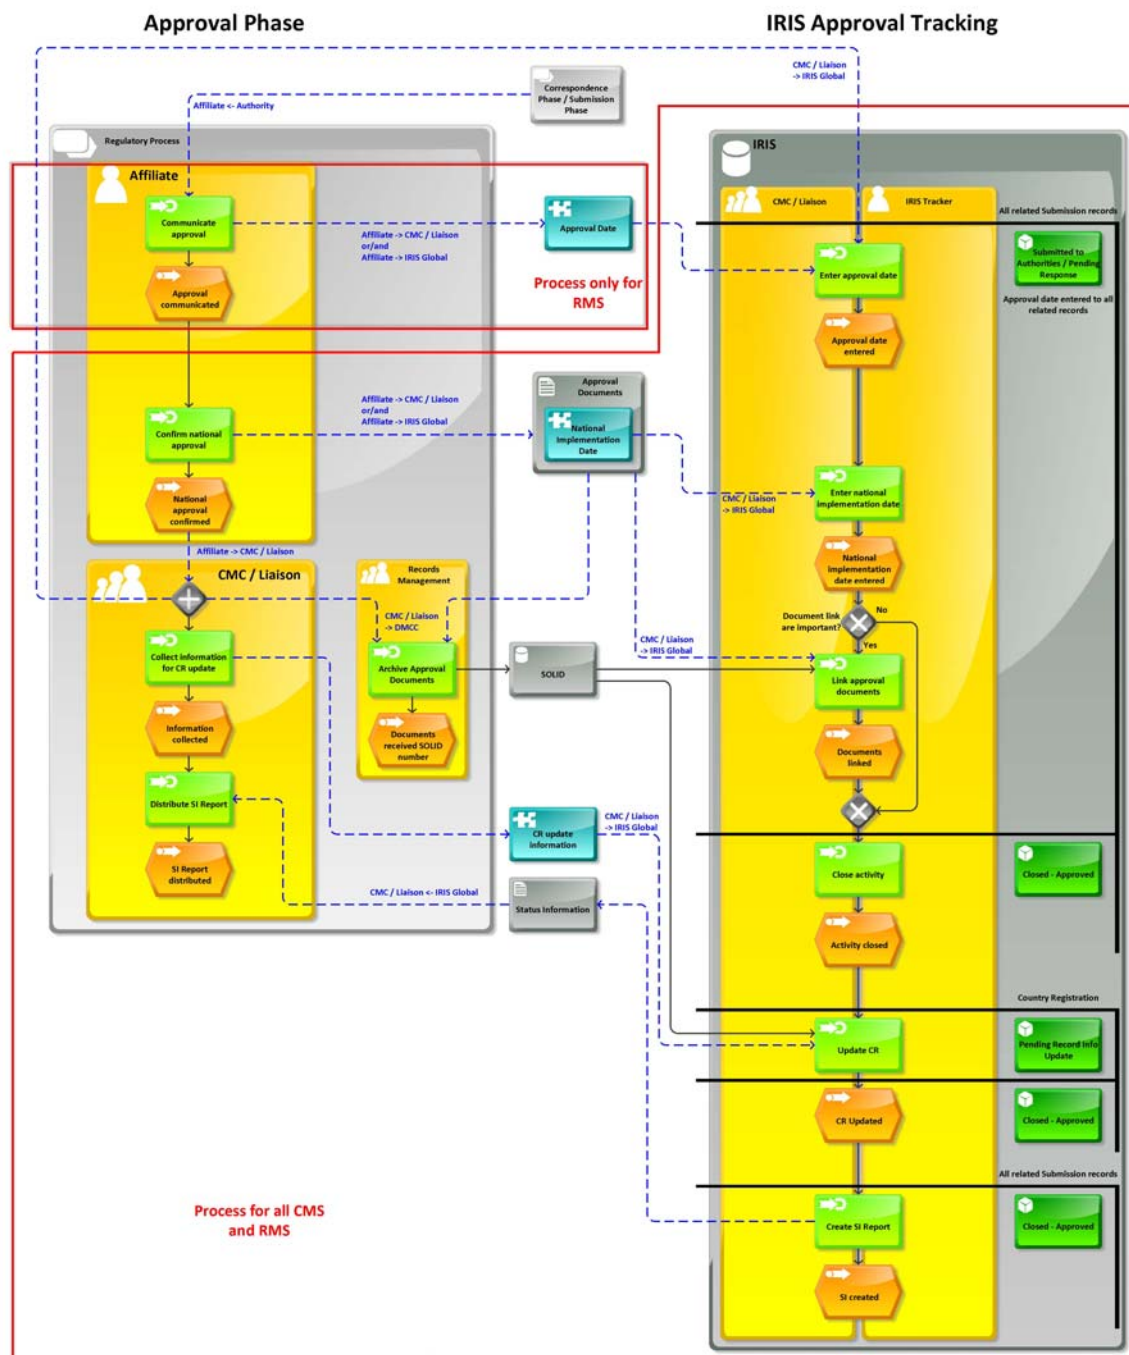 Approval Phase
IRIS Approval Tracking
CMC / Liaison
-> IRIS Global
Correspondence
Phase / Submission
Phase
Affiliate <- Authority
Regulatory Process
IRIS
Affiliate
CMC / Liaison
IRIS Tracker
All related Submission records
Communicate
approval
Approval Date
Affiliate -> CMC / Liaison
or/and
Affiliate -> IRIS Global
Enter approval date
Submitted to
Authorities / Pending
Response
Approval
communicated
Process only for
RMS
Approval date entered to all
related records
Approval date
entered
Approval
Documents
Affiliate -> CMC / Liaison
or/and
Affiliate -> IRIS Global
Confirm national
approval
National
Implementation
Date
National
approval
confirmed
CMC / Liaison
-> IRIS Global
Enter national
implementation date
Affiliate -> CMC / Liaison
National
implementation
date entered
CMC / Liaison
Records
Management
CMC / Liaison
-> DMCC
Document link
are important?
No
Yes
CMC / Liaison
-> IRIS Global
Collect information
for CR update
Archive Approval
Documents
SOLID
Link approval
documents
Information
collected
Documents
received SOLID
number
Documents
linked
Distribute SI Report
CR update
information
CMC / Liaison
-> IRIS Global
SI Report
distributed
CMC / Liaison <- IRIS Global
Status Information
Close activity
Closed - Approved
Activity closed
Country Registration
Update CR
Pending Record Info
Update
CR Updated
Closed - Approved
All related Submission records
Process for all CMS
and RMS
Create SI Report
Closed - Approved
SI created